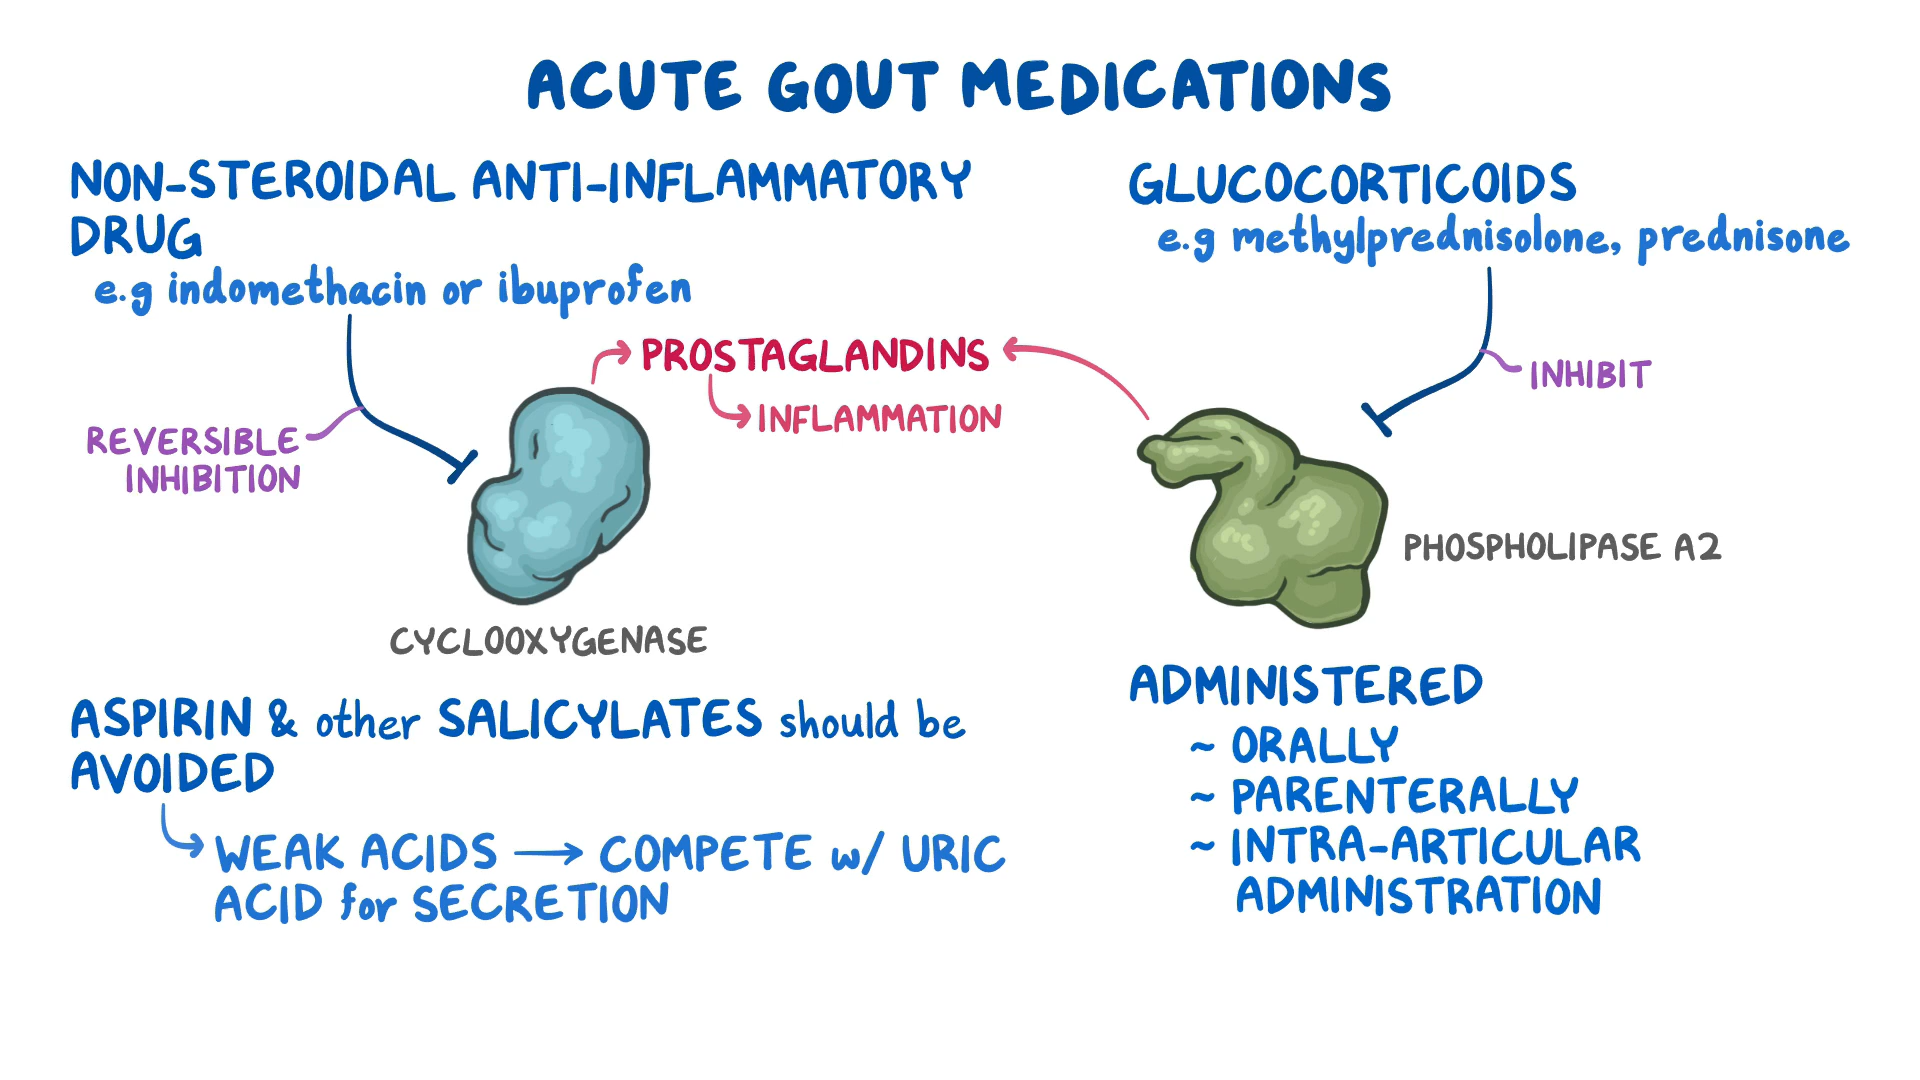 ACUTE GOUT MEDICATIONS
NON-STEROIDAL ANTI-INFLAMMATORY
DRUG
e.g indomethacin or ibuprofen
REVERSIBLE
INHIBITION
PROSTAGLANDINS
INFLAMMATION
CYCLOOXYGENASE
ASPIRIN & other SALICYLATES should be
AVOIDED
WEAK ACIDS → COMPETE w/ URIC
ACID for SECRETION
GLUCOCORTICOIDS
e.g methylprednisolone, prednisone
INHIBIT
PHOSPHOLIPASE A2
ADMINISTERED
~ ORALLY
~ PARENTERALLY
~ INTRA-ARTICULAR
ADMINISTRATION